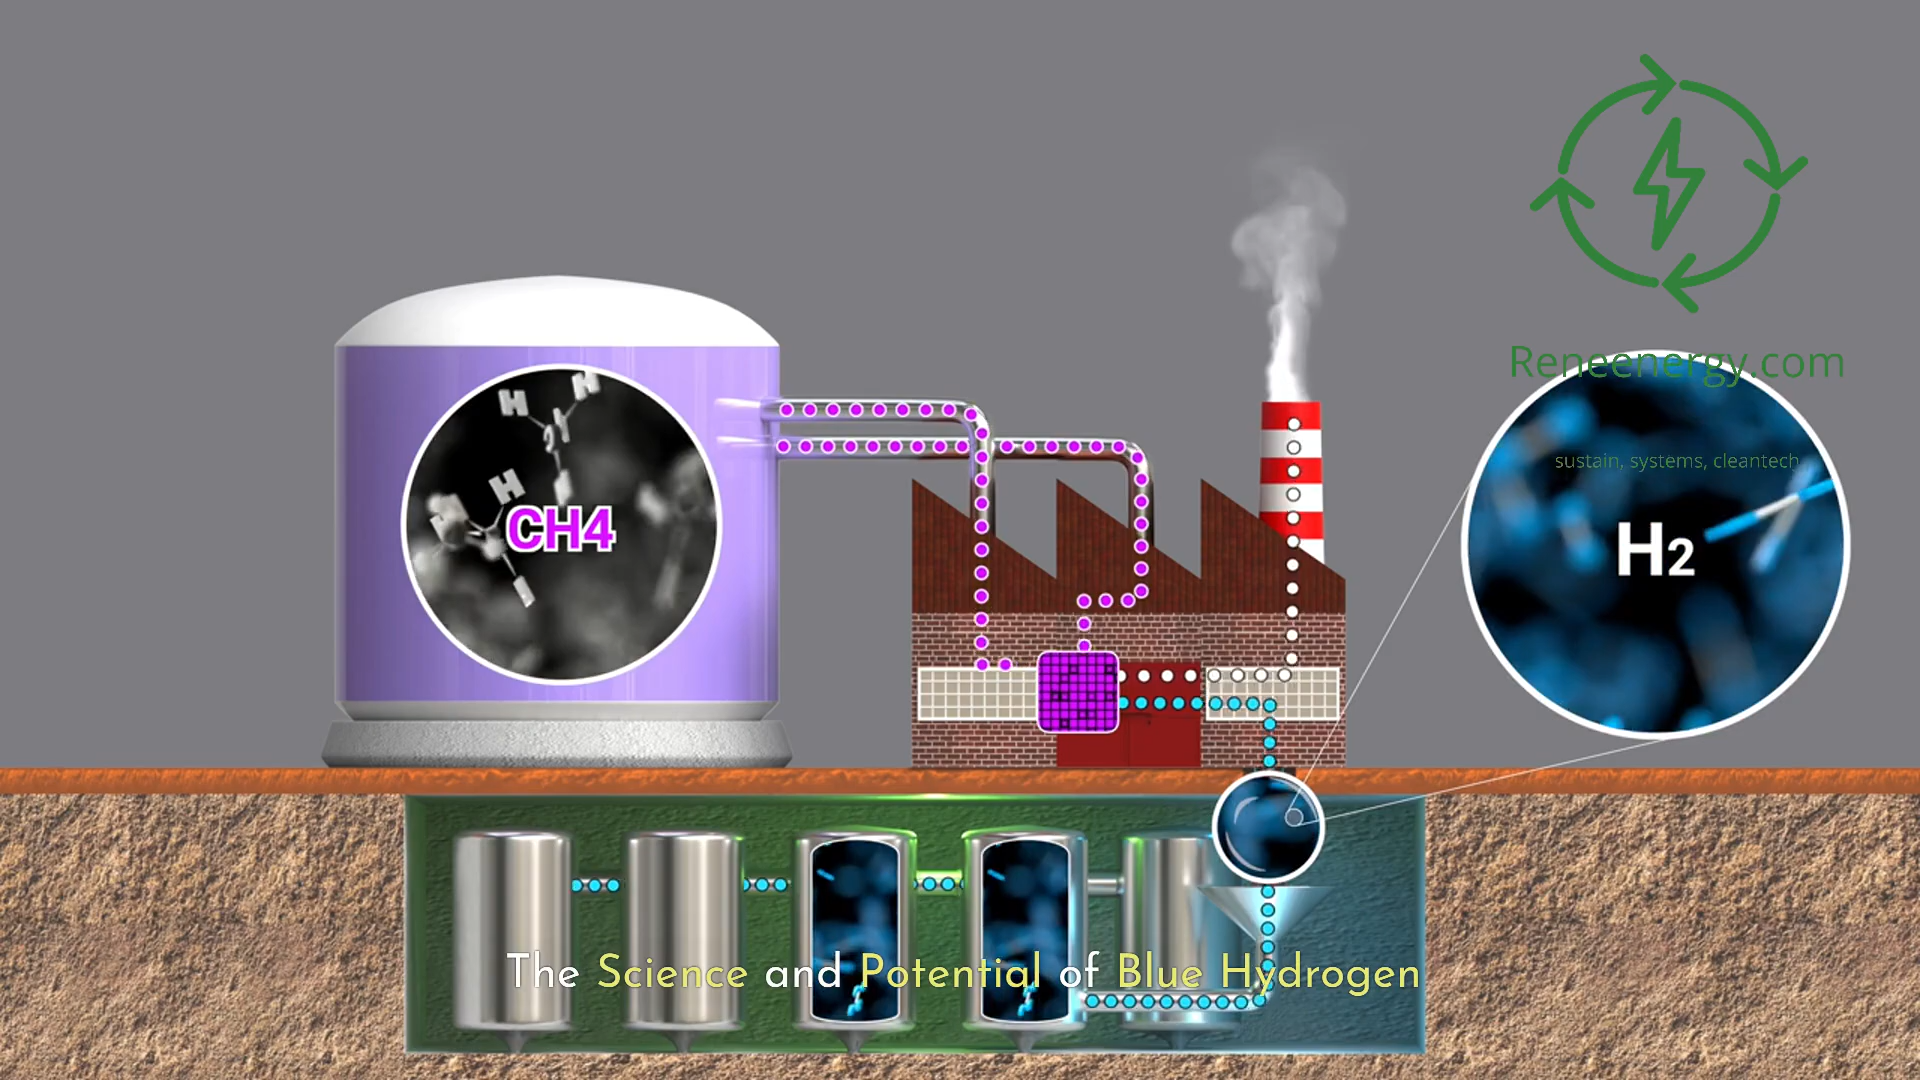 Reneenergy.com
sustain, systems, cleantech
H
H
H
CH4
H2
The Science and Potential of Blue Hydrogen